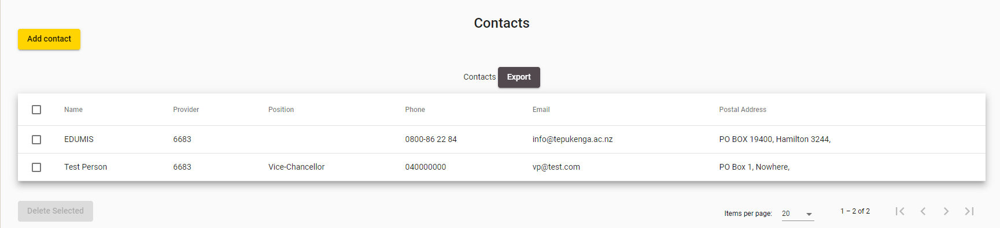 Contacts
Add contact
Contacts Export
Name Provider Position Phone Email Postal Address
EDUMIS 6683 0800-86 22 84 info@tepukenga.ac.nz PO BOX 19400, Hamilton 3244,
Test Person 6683 Vice-Chancellor 040000000 vp@test.com PO Box 1, Nowhere,
Delete Selected Items per page: 20 1 – 2 of 2